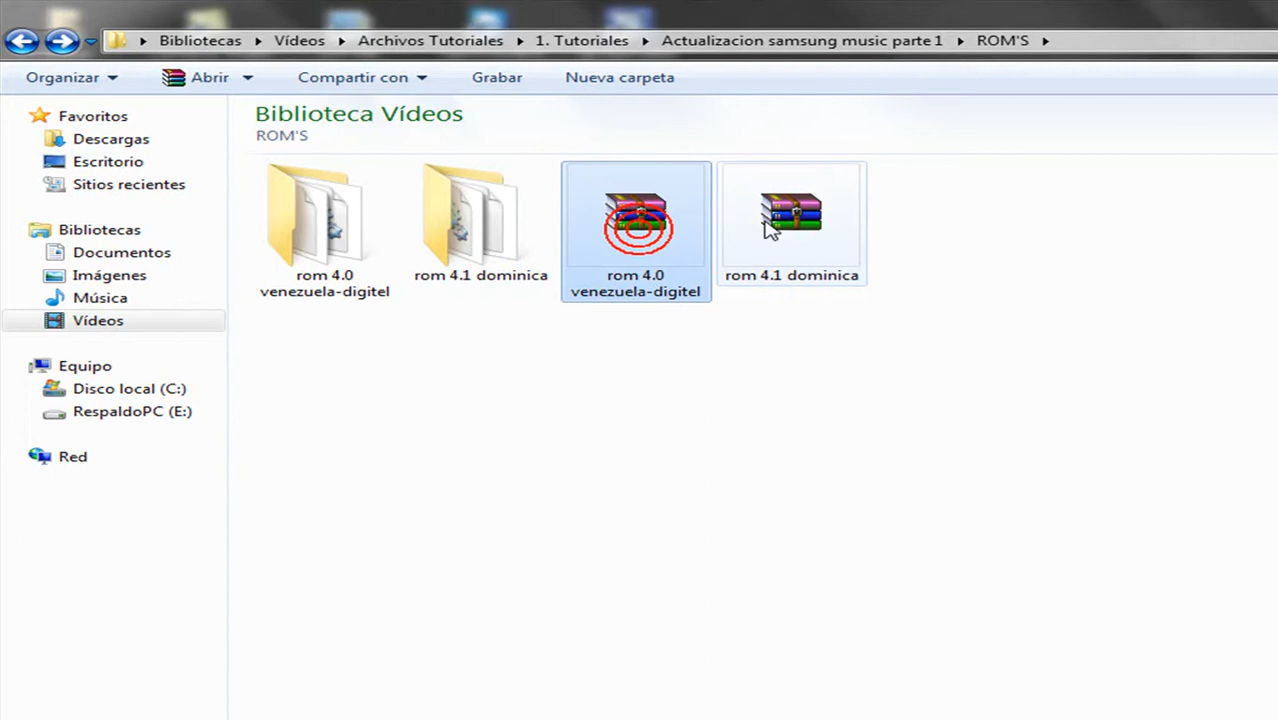 Bibliotecas Vídeos Archivos Tutoriales 1. Tutoriales Actualizacion samsung music parte 1 ROM'S
Organizar Abrir Compartir con Grabar Nueva carpeta
Favoritos
Descargas
Escritorio
Sitios recientes
Bibliotecas
Documentos
Imágenes
Música
Vídeos
Equipo
Disco local (C:)
RespaldoPC (E:)
Red
Biblioteca Vídeos
ROM'S
rom 4.0
venezuela-digitel
rom 4.1 dominica
rom 4.0
venezuela-digitel
rom 4.1 dominica